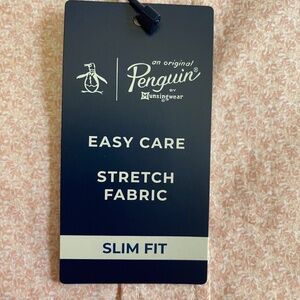 an original
Penguin®
BY
Munsingwear®
EASY CARE
STRETCH
FABRIC
SLIM FIT